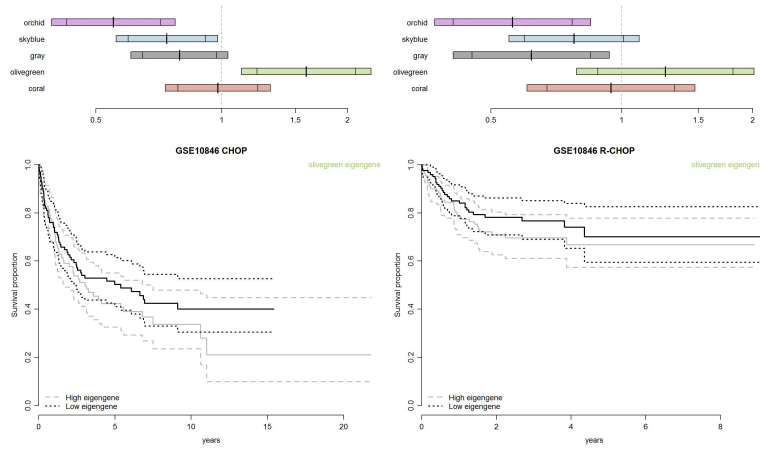 orchid
skyblue
gray
olivegreen
coral
0.5 1 1.5 2
orchid
skyblue
gray
olivegreen
coral
0.5 1 1.5 2
GSE10846 CHOP
olivegreen eigengene
Survival proportion
1.0
0.8
0.6
0.4
0.2
0.0
High eigengene
Low eigengene
0 5 10 15 20
years
GSE10846 R-CHOP
olivegreen eigengene
Survival proportion
1.0
0.8
0.6
0.4
0.2
0.0
High eigengene
Low eigengene
0 2 4 6 8
years